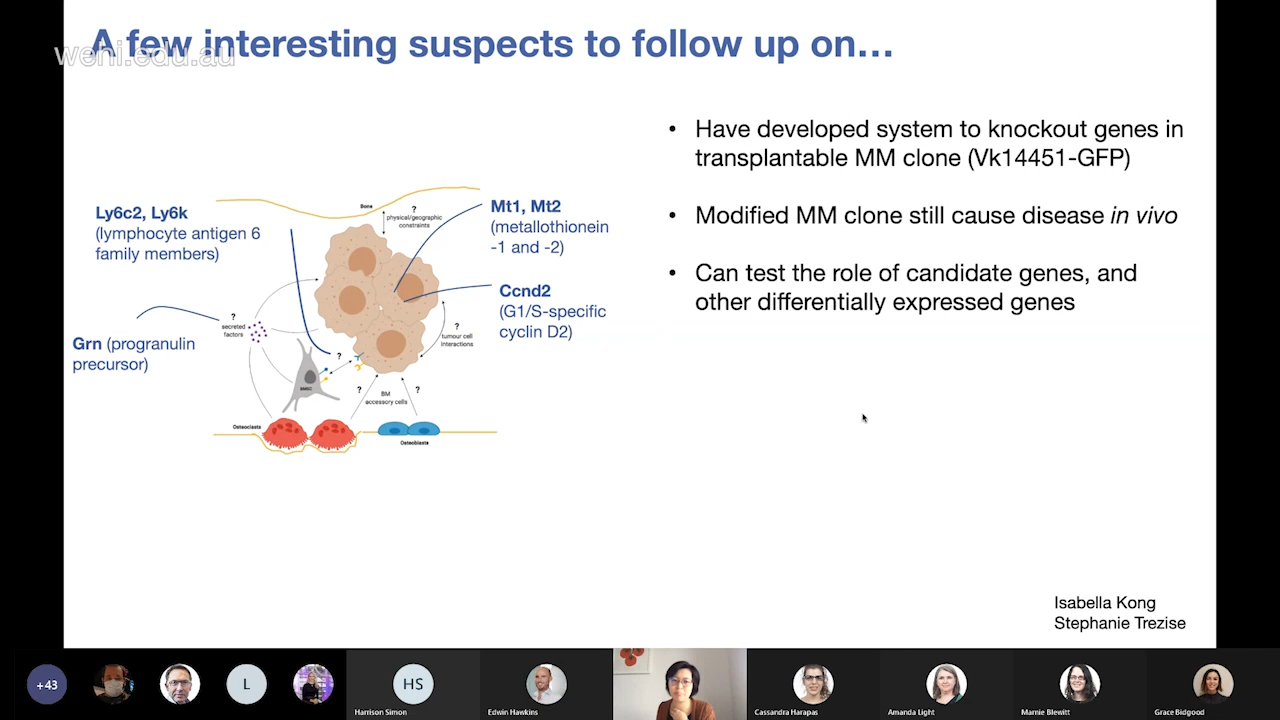 A few interesting suspects to follow up on…
wehi.edu.au
Ly6c2, Ly6k
(lymphocyte antigen 6
family members)
Grn (progranulin
precursor)
Mt1, Mt2
(metallothionein
-1 and -2)
Ccnd2
(G1/S-specific
cyclin D2)
Bone
?
physical/geographic
constraints
?
secreted
factors
?
tumour cell
interactions
?
BMSC
?
?
BM
accessory cells
Osteoclasts
Osteoblasts
• Have developed system to knockout genes in
transplantable MM clone (Vk14451-GFP)
• Modified MM clone still cause disease in vivo
• Can test the role of candidate genes, and
other differentially expressed genes
Isabella Kong
Stephanie Trezise
+43
L
HS
Harrison Simon
Edwin Hawkins
Cassandra Harapas
Amanda Light
Marnie Blewitt
Grace Bidgood